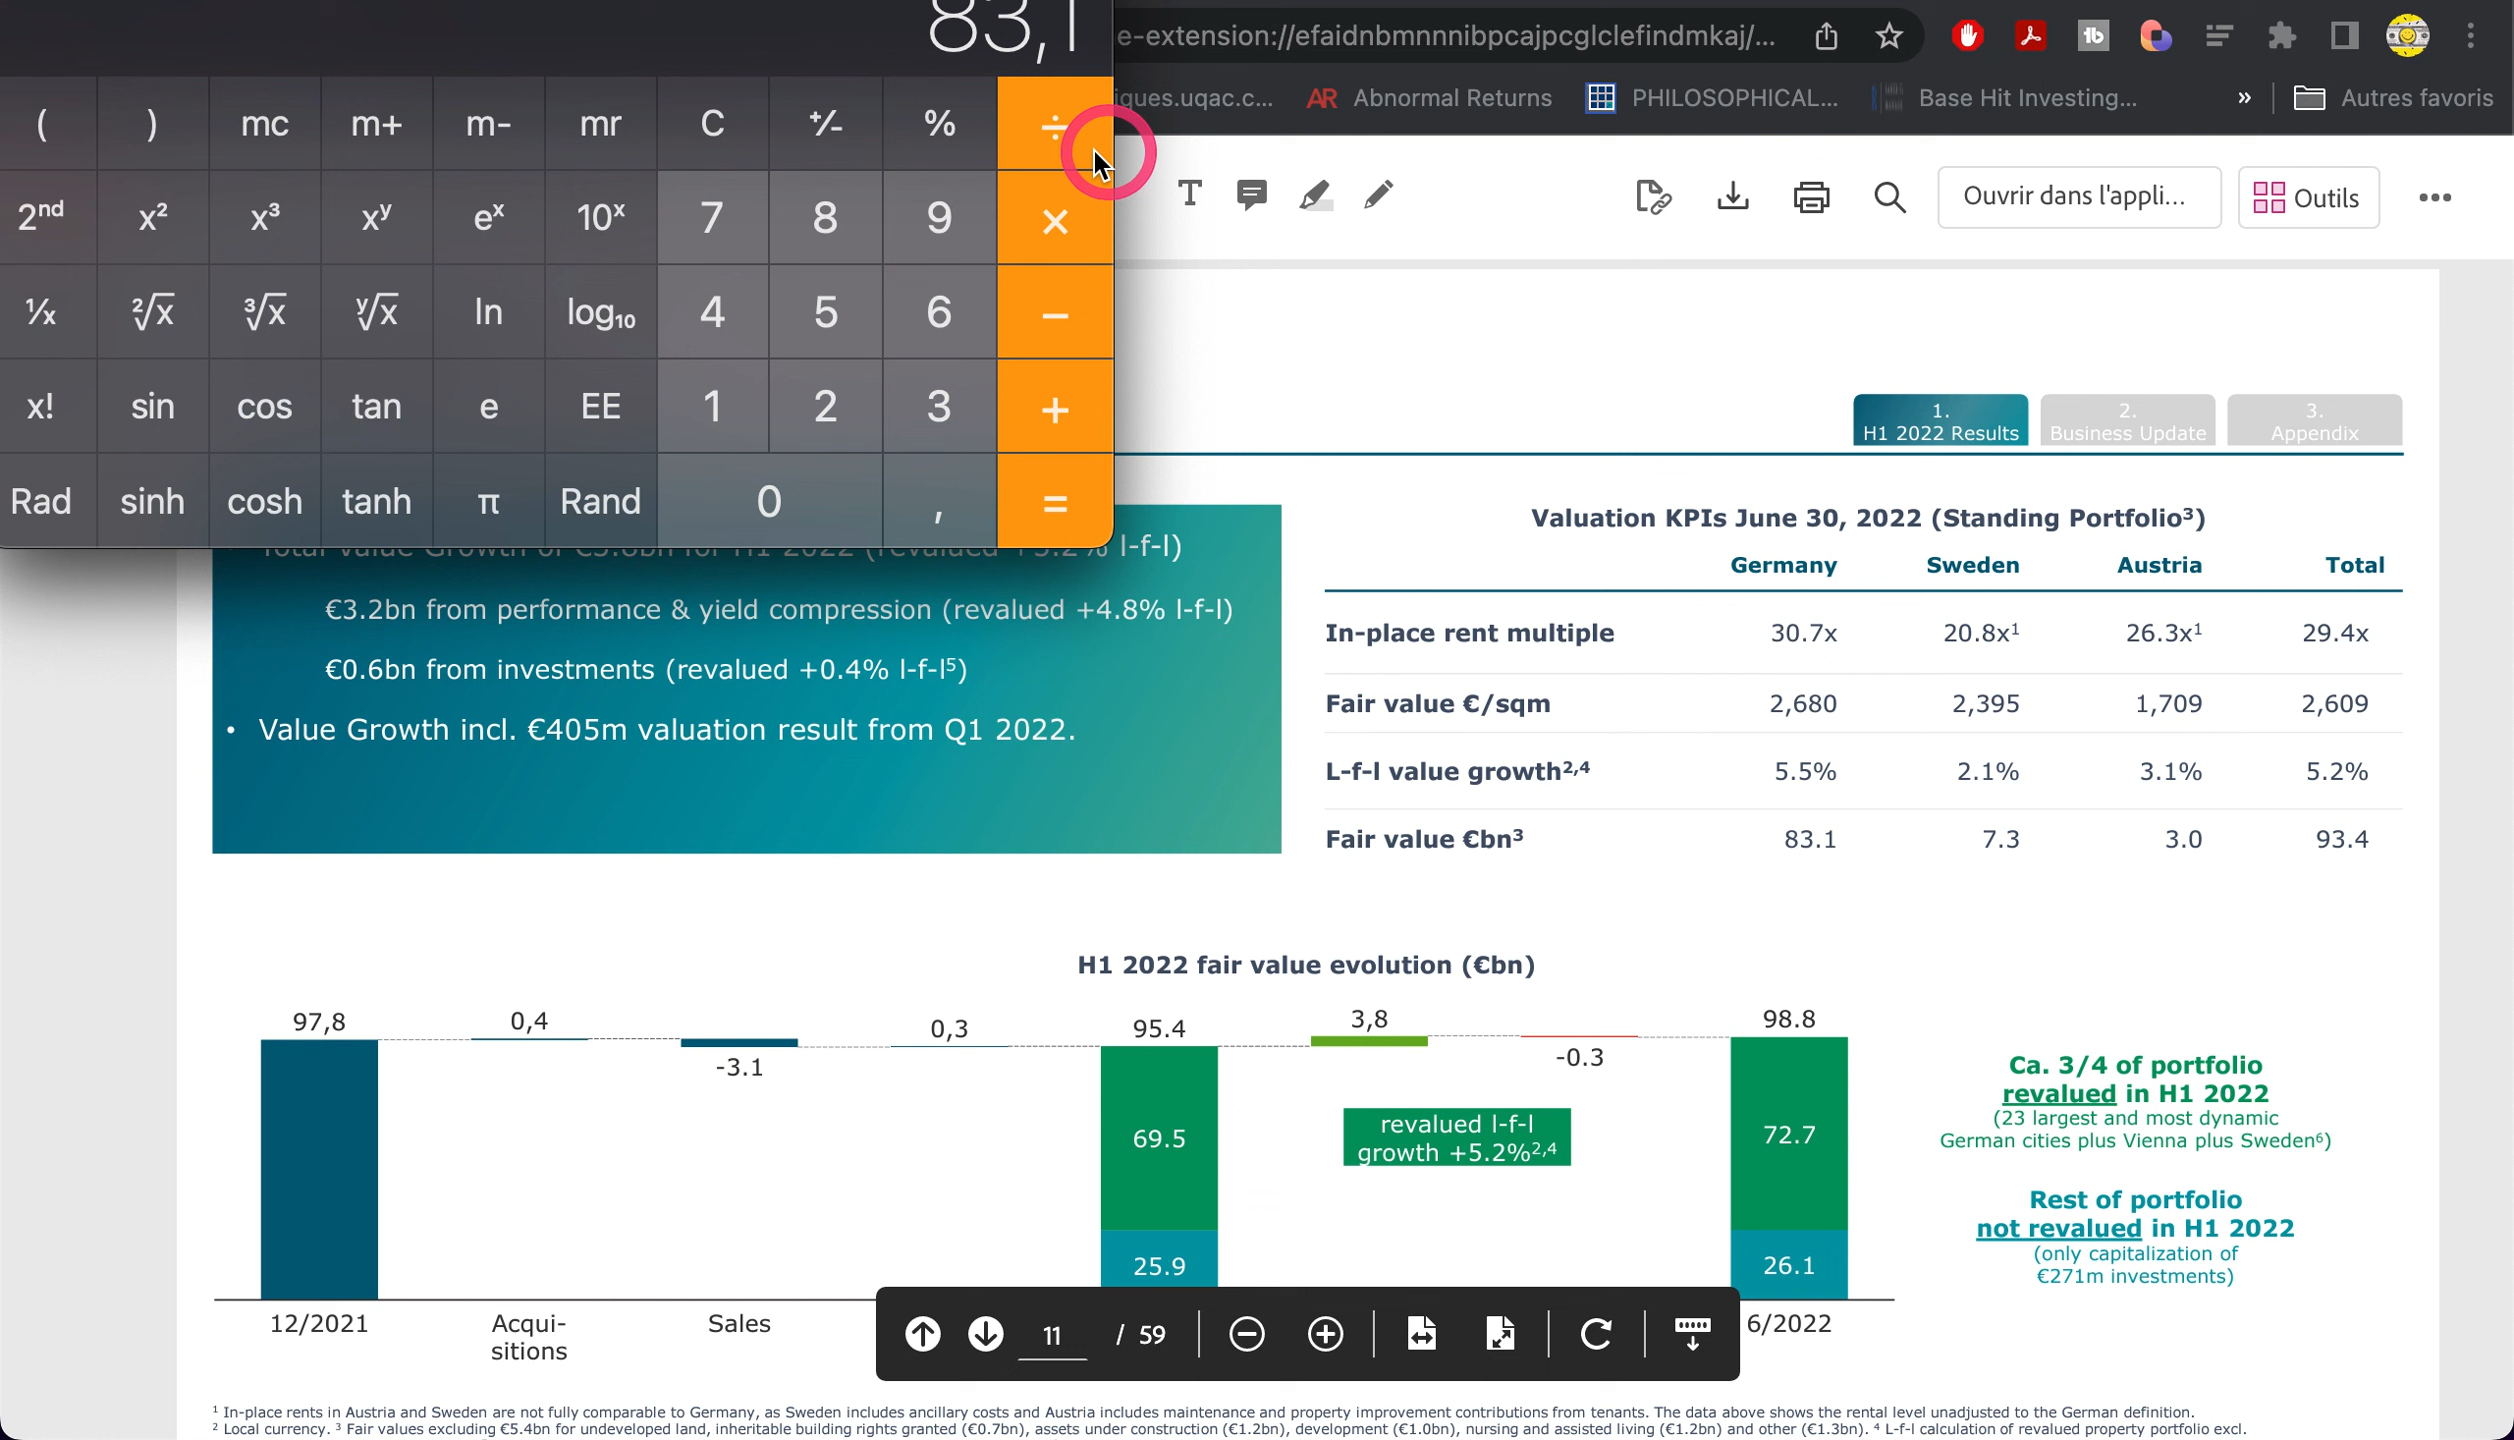 83,1
e-extension://efaidnbmnnnibpcajpcglclefindmkaj/...
iques.uqac.c...
AR Abnormal Returns
PHILOSOPHICAL...
Base Hit Investing...
»
Autres favoris
( ) mc m+ m- mr C +/- % ÷
2nd x² x³ xʸ eˣ 10ˣ 7 8 9 ×
1/x ²√x ³√x ʸ√x ln log₁₀ 4 5 6 −
x! sin cos tan e EE 1 2 3 +
Rad sinh cosh tanh π Rand 0 , =
T
Ouvrir dans l'appli...
Outils
1.
H1 2022 Results
2.
Business Update
3.
Appendix
Total Value Growth of €3.8bn for H1 2022 (revalued +5.2% l-f-l)
€3.2bn from performance & yield compression (revalued +4.8% l-f-l)
€0.6bn from investments (revalued +0.4% l-f-l⁵)
• Value Growth incl. €405m valuation result from Q1 2022.
Valuation KPIs June 30, 2022 (Standing Portfolio³)
Germany Sweden Austria Total
In-place rent multiple 30.7x 20.8x¹ 26.3x¹ 29.4x
Fair value €/sqm 2,680 2,395 1,709 2,609
L-f-l value growth²,⁴ 5.5% 2.1% 3.1% 5.2%
Fair value €bn³ 83.1 7.3 3.0 93.4
H1 2022 fair value evolution (€bn)
97,8
0,4
-3.1
0,3
95.4
3,8
-0.3
98.8
69.5
25.9
revalued l-f-l
growth +5.2%²,⁴
72.7
26.1
Ca. 3/4 of portfolio
revalued in H1 2022
(23 largest and most dynamic
German cities plus Vienna plus Sweden⁶)
Rest of portfolio
not revalued in H1 2022
(only capitalization of
€271m investments)
12/2021
Acqui-
sitions
Sales
6/2022
11 / 59
¹ In-place rents in Austria and Sweden are not fully comparable to Germany, as Sweden includes ancillary costs and Austria includes maintenance and property improvement contributions from tenants. The data above shows the rental level unadjusted to the German definition.
² Local currency. ³ Fair values excluding €5.4bn for undeveloped land, inheritable building rights granted (€0.7bn), assets under construction (€1.2bn), development (€1.0bn), nursing and assisted living (€1.2bn) and other (€1.3bn). ⁴ L-f-l calculation of revalued property portfolio excl.